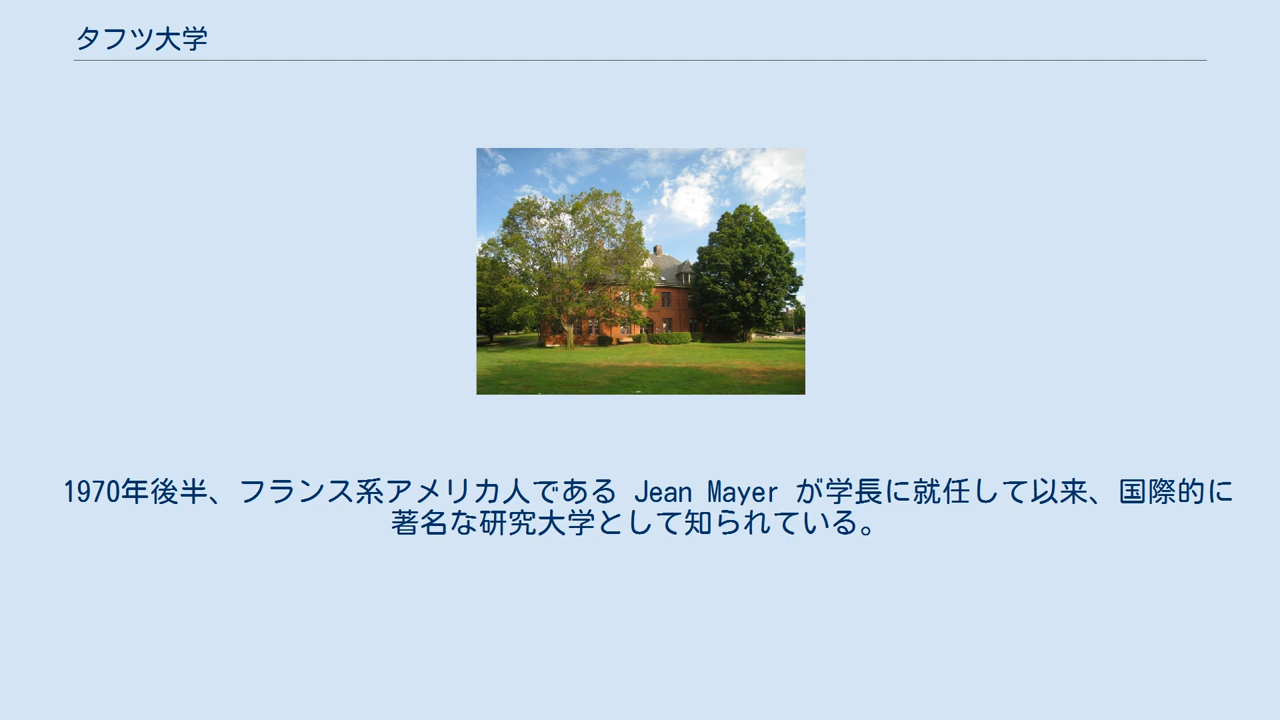 タフツ大学
1970年後半、フランス系アメリカ人である Jean Mayer が学長に就任して以来、国際的に
著名な研究大学として知られている。